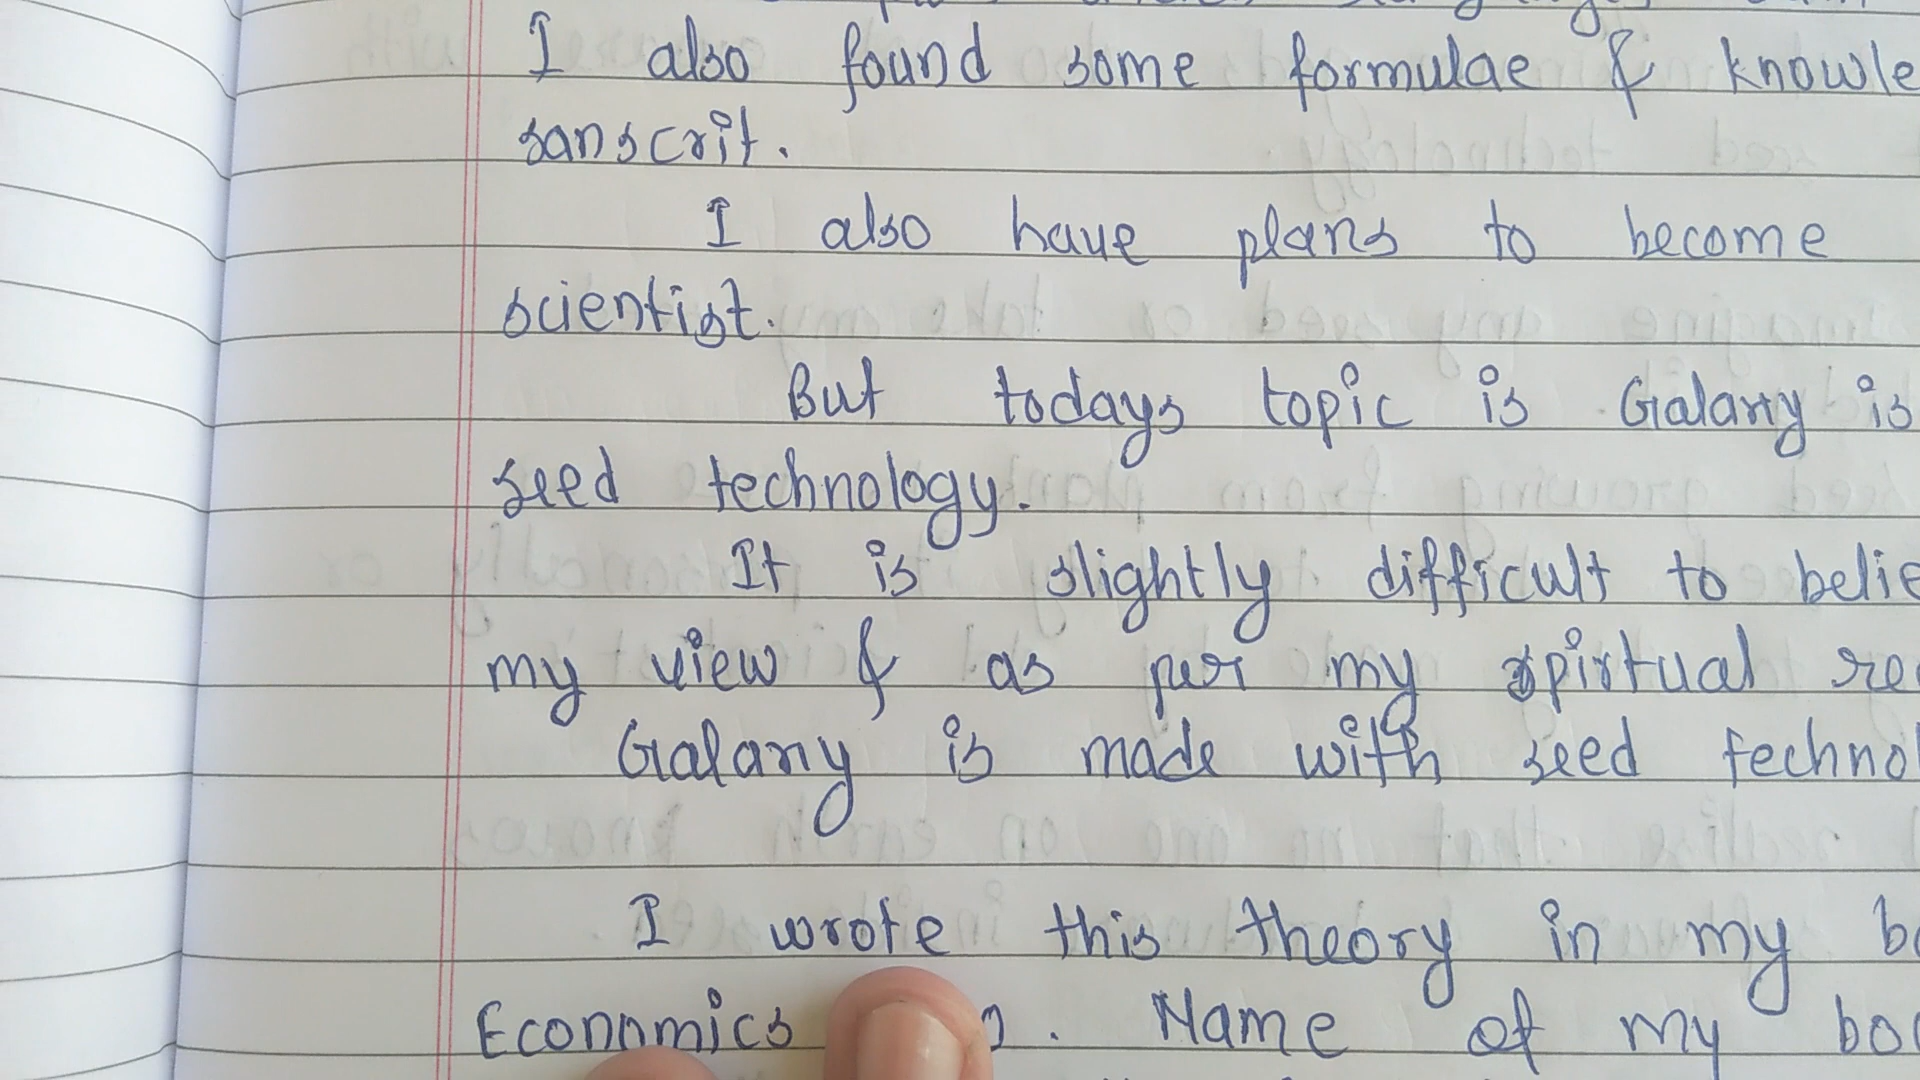 I also found some formulae & knowle
sanscrit.
I also have plans to become
scientist.
But todays topic is Galaxy is
seed technology.
It is slightly difficult to belie
my view & as per my spirtual re
Galaxy is made with seed technol
I wrote this theory in my bo
Economics . Name of my boo